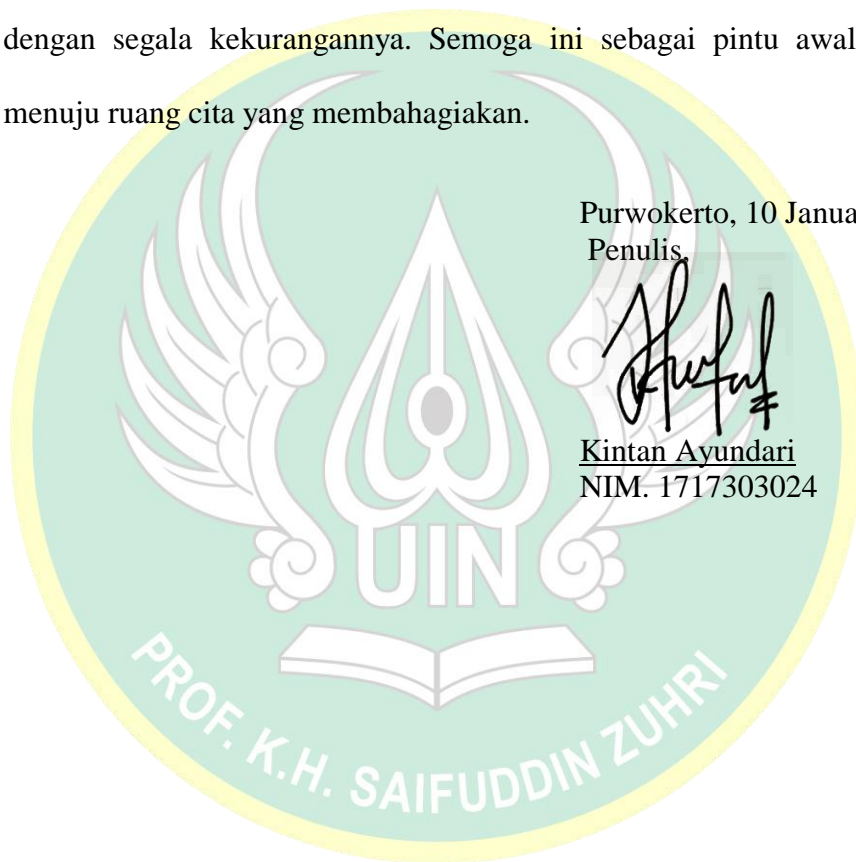 dengan segala kekurangannya. Semoga ini sebagai pintu awal
menuju ruang cita yang membahagiakan.
Purwokerto, 10 Janua
Penulis,
Kintan Ayundari
NIM. 1717303024
UIN
PROF. K.H. SAIFUDDIN ZUHRI